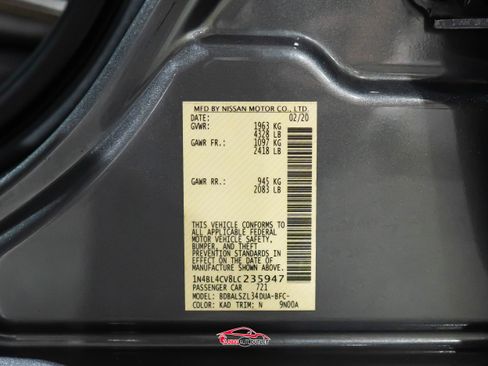 MFD BY NISSAN MOTOR CO., LTD
DATE: 02/20
GVWR: 1963 KG
4328 LB
GAWR FR.: 1097 KG
2418 LB
GAWR RR.: 945 KG
2083 LB
THIS VEHICLE CONFORMS TO
ALL APPLICABLE FEDERAL
MOTOR VEHICLE SAFETY,
BUMPER, AND THEFT
PREVENTION STANDARDS IN
EFFECT ON THE DATE OF
MANUFACTURE SHOWN ABOVE.
1N4BL4CV8LC235947
PASSENGER CAR 721
MODEL: BDBALSZL34DUA-BFC-
COLOR: KAD TRIM: N 9N00A